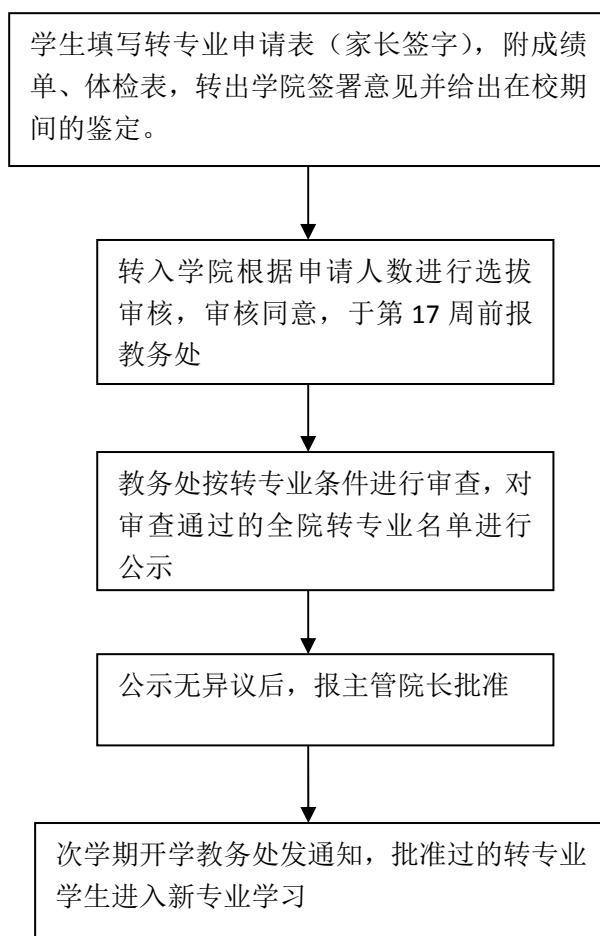 学生填写转专业申请表（家长签字），附成绩
单、体检表，转出学院签署意见并给出在校期
间的鉴定。
转入学院根据申请人数进行选拔
审核，审核同意，于第 17 周前报
教务处
教务处按转专业条件进行审查，对
审查通过的全院转专业名单进行
公示
公示无异议后，报主管院长批准
次学期开学教务处发通知，批准过的转专业
学生进入新专业学习